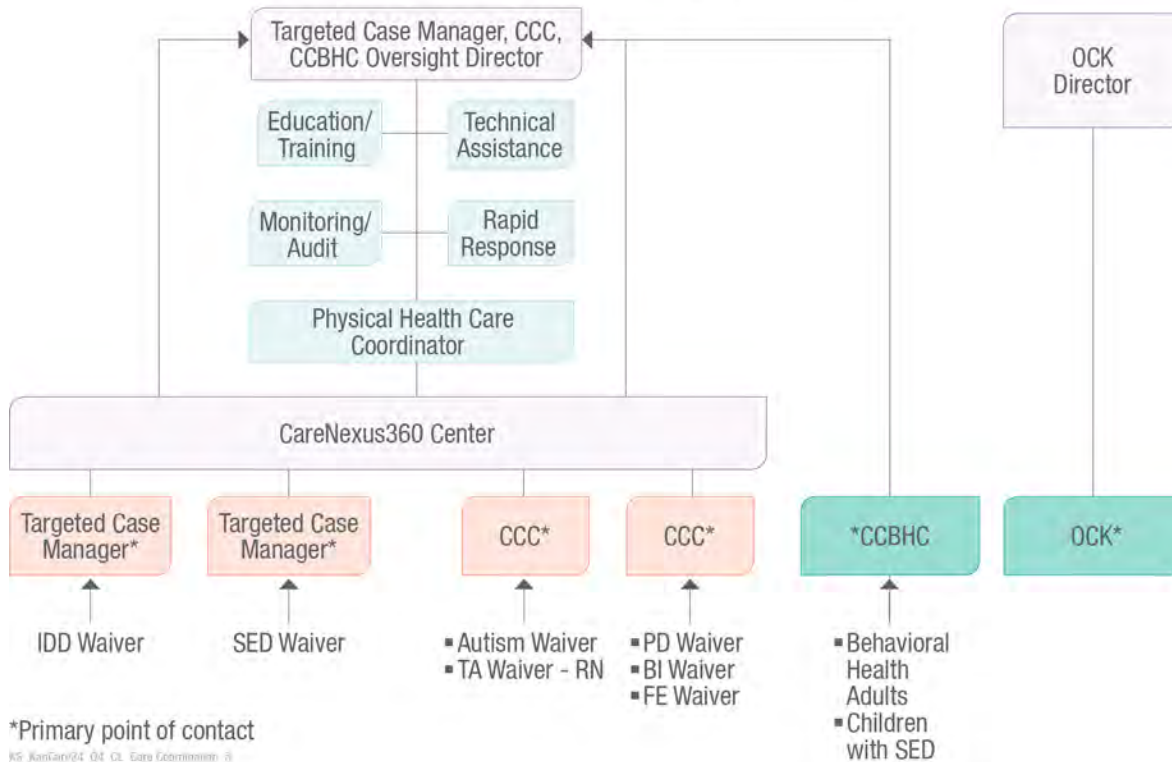 Targeted Case Manager, CCC,
CCBHC Oversight Director
OCK
Director
Education/
Training
Technical
Assistance
Monitoring/
Audit
Rapid
Response
Physical Health Care
Coordinator
CareNexus360 Center
Targeted Case
Manager*
Targeted Case
Manager*
CCC*
CCC*
*CCBHC
OCK*
IDD Waiver
SED Waiver
▪ Autism Waiver
▪ TA Waiver - RN
▪ PD Waiver
▪ BI Waiver
▪ FE Waiver
▪ Behavioral
Health
Adults
▪ Children
with SED
*Primary point of contact